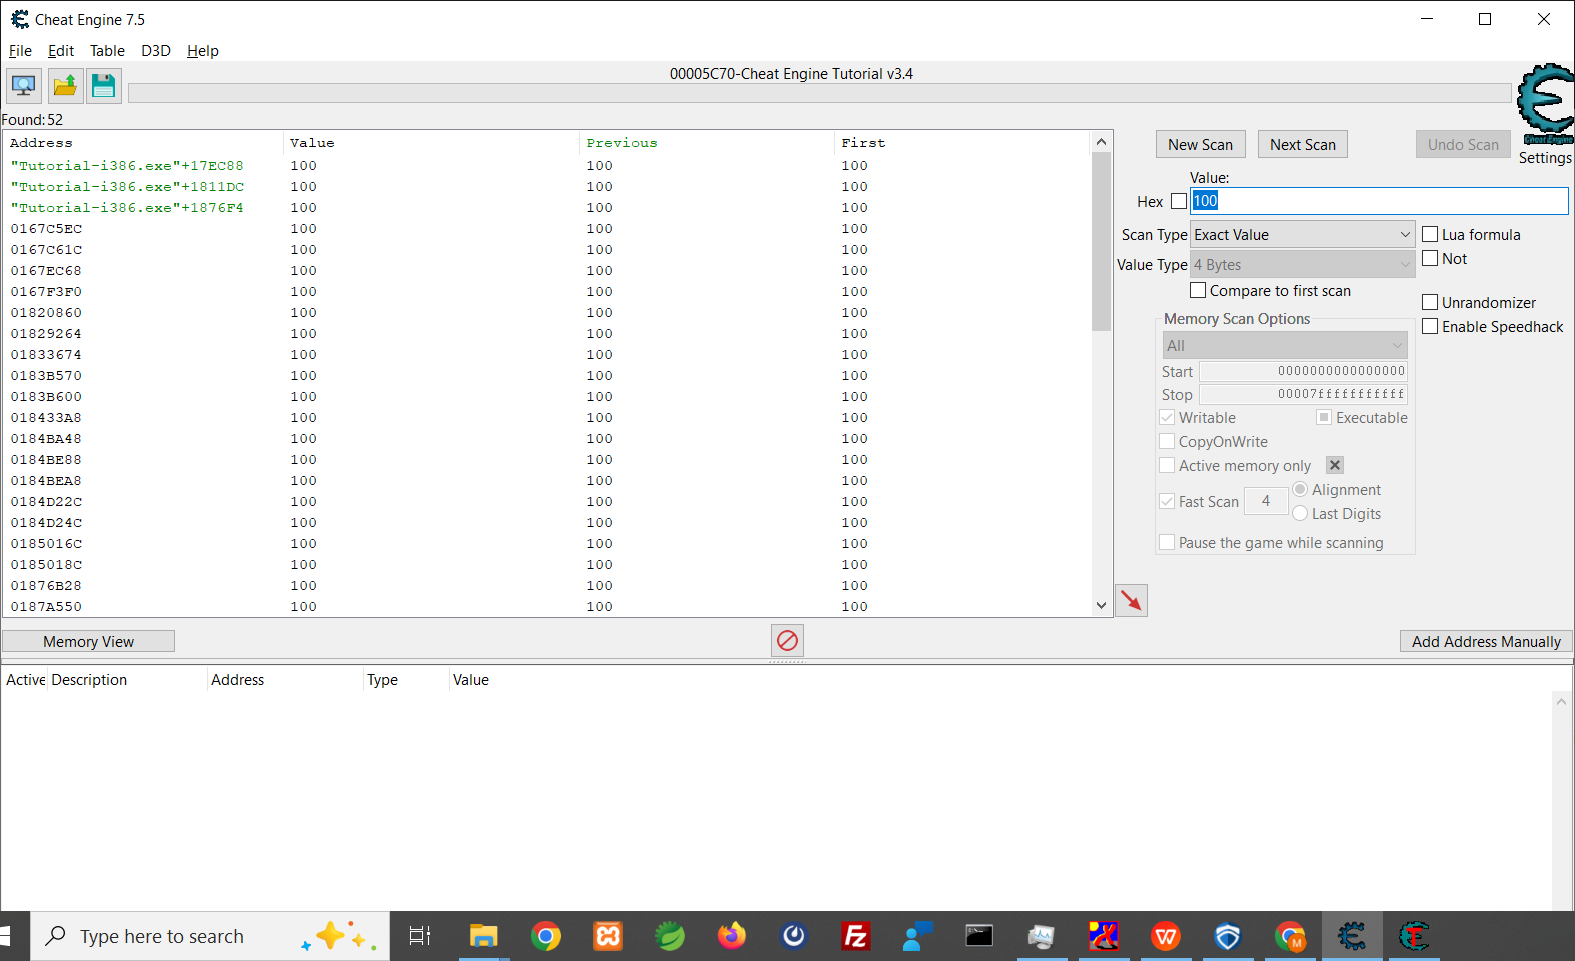 Cheat Engine 7.5
File Edit Table D3D Help
00005C70-Cheat Engine Tutorial v3.4
Found: 52
Address Value Previous First
"Tutorial-i386.exe"+17EC88 100 100 100
"Tutorial-i386.exe"+1811DC 100 100 100
"Tutorial-i386.exe"+1876F4 100 100 100
0167C5EC 100 100 100
0167C61C 100 100 100
0167EC68 100 100 100
0167F3F0 100 100 100
01820860 100 100 100
01829264 100 100 100
01833674 100 100 100
0183B570 100 100 100
0183B600 100 100 100
018433A8 100 100 100
0184BA48 100 100 100
0184BE88 100 100 100
0184BEA8 100 100 100
0184D22C 100 100 100
0184D24C 100 100 100
0185016C 100 100 100
0185018C 100 100 100
01876B28 100 100 100
0187A550 100 100 100
New Scan Next Scan Undo Scan
Cheat Engine
Settings
Value:
Hex 100
Scan Type Exact Value Lua formula
Value Type 4 Bytes Not
Compare to first scan
Unrandomizer
Enable Speedhack
Memory Scan Options
All
Start 0000000000000000
Stop 00007fffffffffff
Writable Executable
CopyOnWrite
Active memory only
Fast Scan 4 Alignment
Last Digits
Pause the game while scanning
Memory View Add Address Manually
Active Description Address Type Value
Type here to search